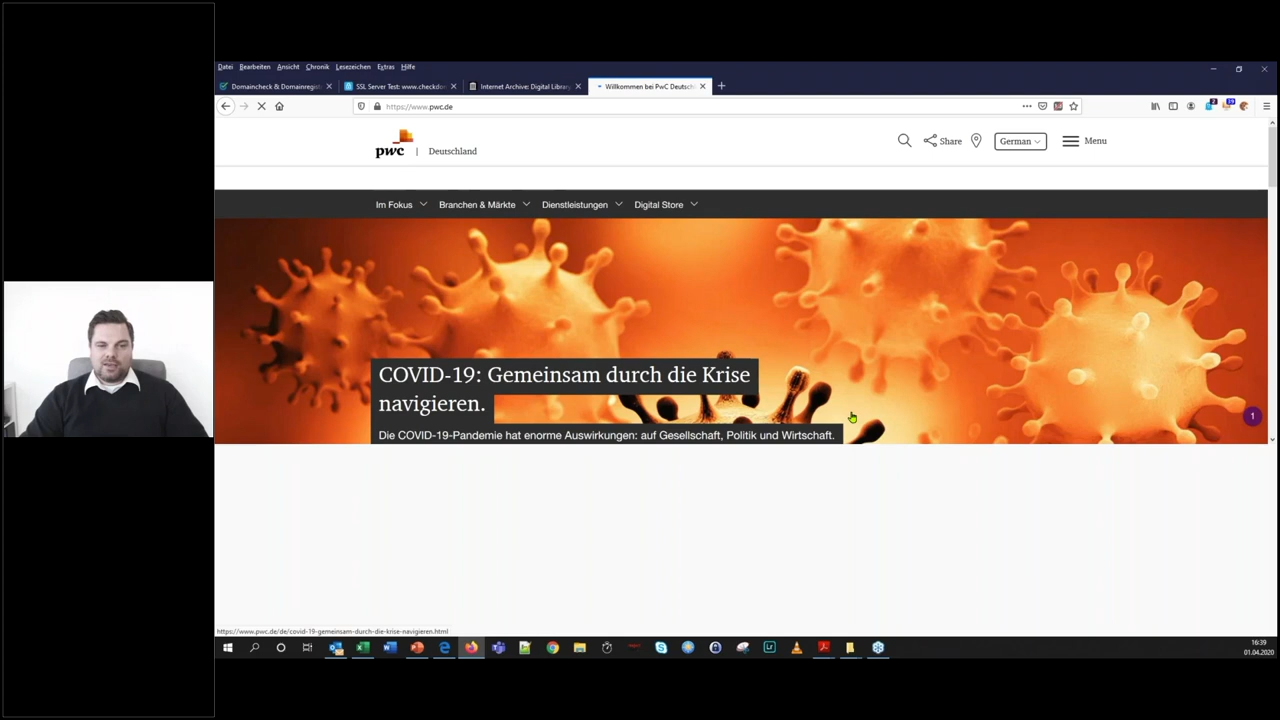 Datei Bearbeiten Ansicht Chronik Lesezeichen Extras Hilfe
Domaincheck & Domainregist
SSL Server Test: www.checkdom
Internet Archive: Digital Library
Willkommen bei PwC Deutschl
https://www.pwc.de
pwc | Deutschland
Share
German
Menu
Im Fokus
Branchen & Märkte
Dienstleistungen
Digital Store
COVID-19: Gemeinsam durch die Krise
navigieren.
Die COVID-19-Pandemie hat enorme Auswirkungen: auf Gesellschaft, Politik und Wirtschaft.
1
https://www.pwc.de/de/covid-19-gemeinsam-durch-die-krise-navigieren.html
16:39
01.04.2020